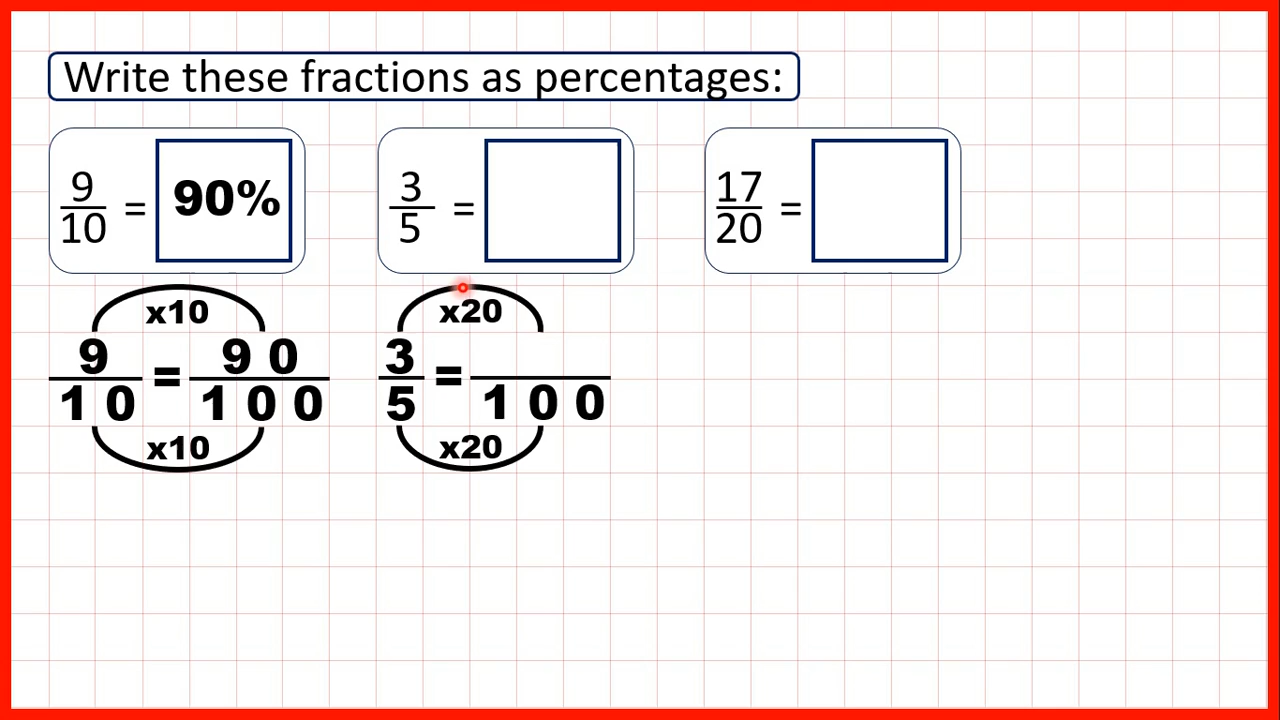 Write these fractions as percentages:
9/10 = 90%
3/5 =
17/20 =
x10
9/10 = 90/100
x10
x20
3/5 = /100
x20